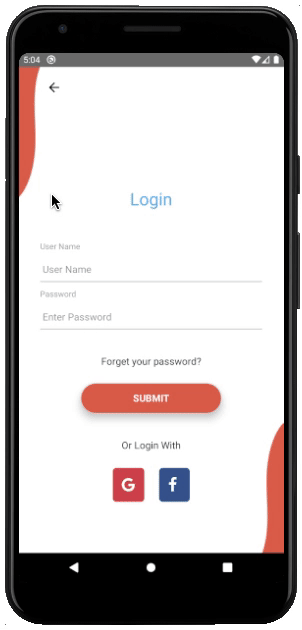 5:04
Login
User Name
User Name
Password
Enter Password
Forget your password?
SUBMIT
Or Login With
G f